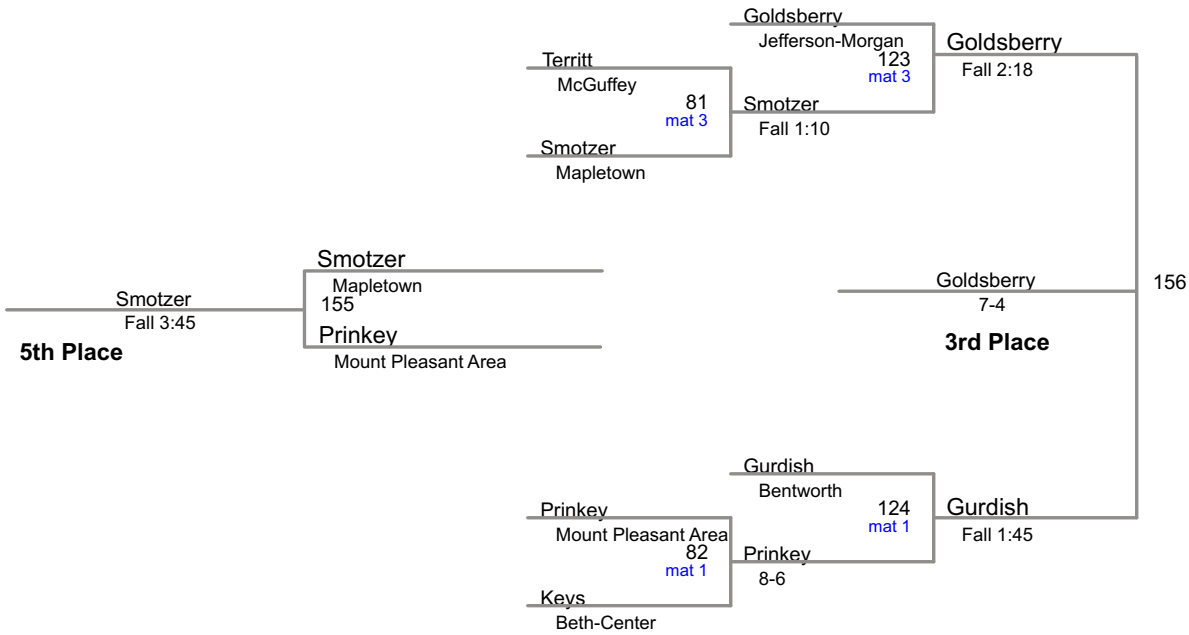 Goldsberry
Jefferson-Morgan
123
mat 3
Goldsberry
Fall 2:18
Territt
McGuffey
81
mat 3
Smotzer
Fall 1:10
Smotzer
Mapletown
Smotzer
Mapletown
155
Smotzer
Fall 3:45
5th Place
Prinkey
Mount Pleasant Area
Goldsberry
7-4
3rd Place
156
Gurdish
Bentworth
124
mat 1
Gurdish
Fall 1:45
Prinkey
Mount Pleasant Area
82
mat 1
Prinkey
8-6
Keys
Beth-Center